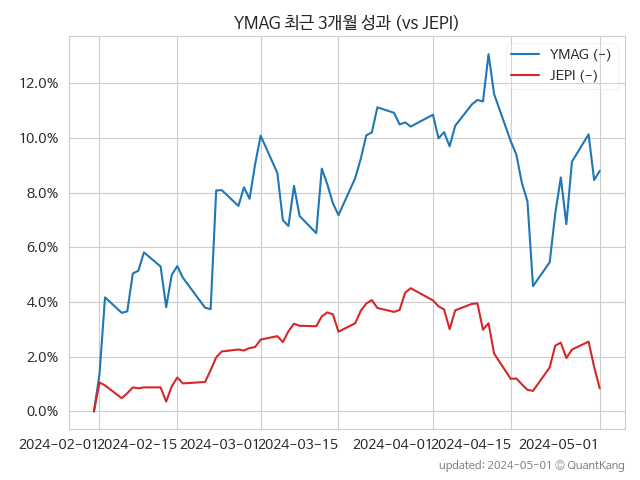 YMAG 최근 3개월 성과 (vs JEPI)
YMAG (-)
JEPI (-)
12.0%
10.0%
8.0%
6.0%
4.0%
2.0%
0.0%
2024-02-01 2024-02-15 2024-03-01 2024-03-15 2024-04-01 2024-04-15 2024-05-01
updated: 2024-05-01 © QuantKang